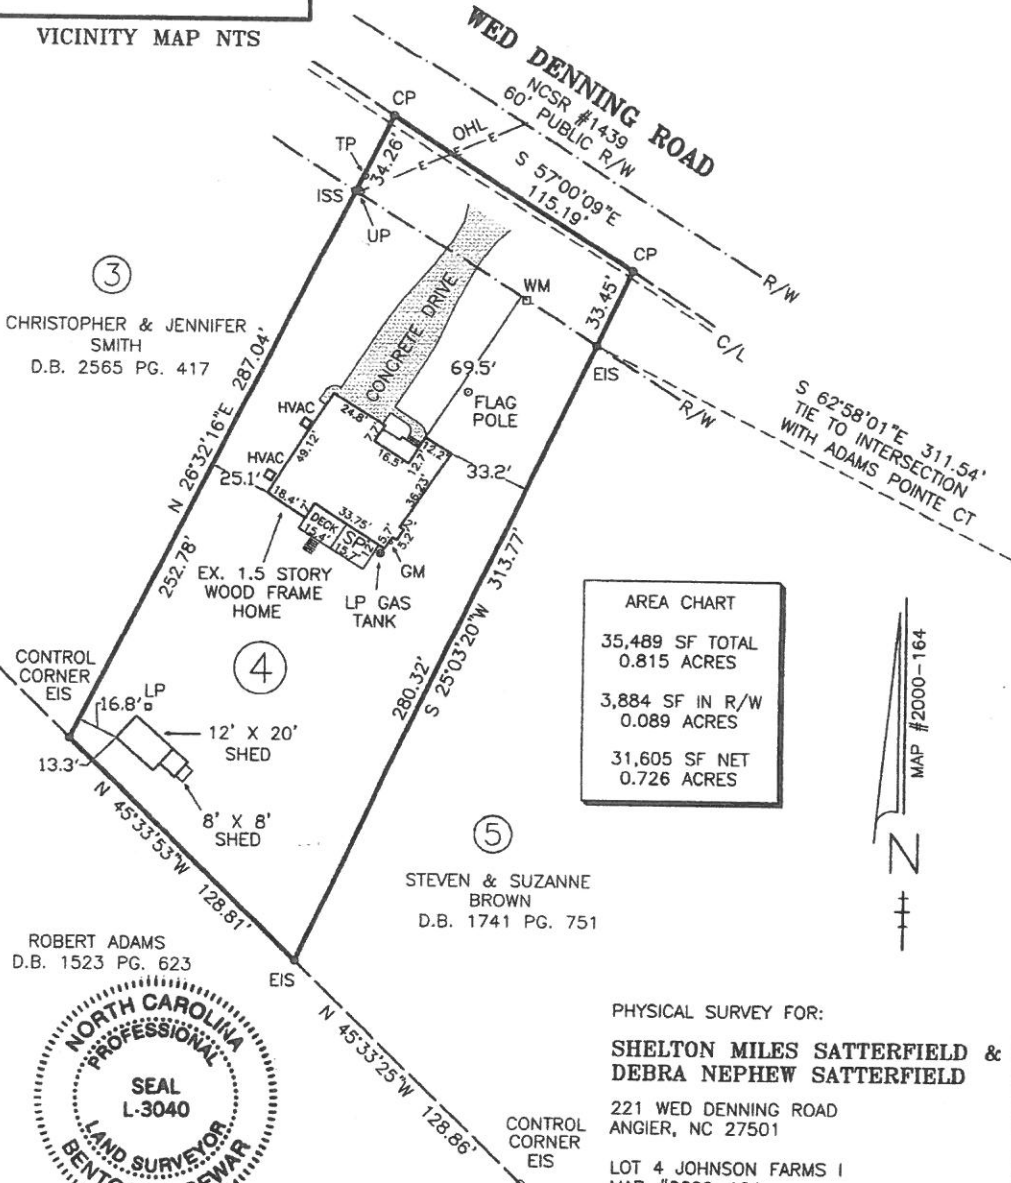 VICINITY MAP NTS
WED DENNING ROAD
NCSR #1439
60' PUBLIC R/W
CP
OHL
E
E
E
TP
34.26'
S 57°00'09"E
115.19'
ISS
UP
CP
R/W
3
CHRISTOPHER & JENNIFER
SMITH
D.B. 2565 PG. 417
N 26°32'16"E 287.04'
CONCRETE DRIVE
WM
33.45'
C/L
69.5'
EIS
R/W
FLAG
POLE
S 62°58'01"E 311.54'
TIE TO INTERSECTION
WITH ADAMS POINTE CT
HVAC
24.8'
7.7'
16.5'
12.7'
12.2'
49.12'
HVAC
25.1'
33.2'
36.23'
18.4'
33.75'
DECK
15.4'
SP
12'
15.7'
5.7'
5.2'
2'
GM
252.78'
EX. 1.5 STORY
WOOD FRAME
HOME
LP GAS
TANK
S 25°03'20"W 313.77'
280.32'
AREA CHART
35,489 SF TOTAL
0.815 ACRES
3,884 SF IN R/W
0.089 ACRES
31,605 SF NET
0.726 ACRES
MAP #2000-164
N
CONTROL
CORNER
EIS
4
16.8'
LP
12' X 20'
SHED
13.3'
8' X 8'
SHED
N 45°33'53"W 128.81'
5
STEVEN & SUZANNE
BROWN
D.B. 1741 PG. 751
ROBERT ADAMS
D.B. 1523 PG. 623
EIS
NORTH CAROLINA
PROFESSIONAL
SEAL
L-3040
LAND SURVEYOR
N 45°33'25"W 128.86'
CONTROL
CORNER
EIS
PHYSICAL SURVEY FOR:
SHELTON MILES SATTERFIELD &
DEBRA NEPHEW SATTERFIELD
221 WED DENNING ROAD
ANGIER, NC 27501
LOT 4 JOHNSON FARMS I